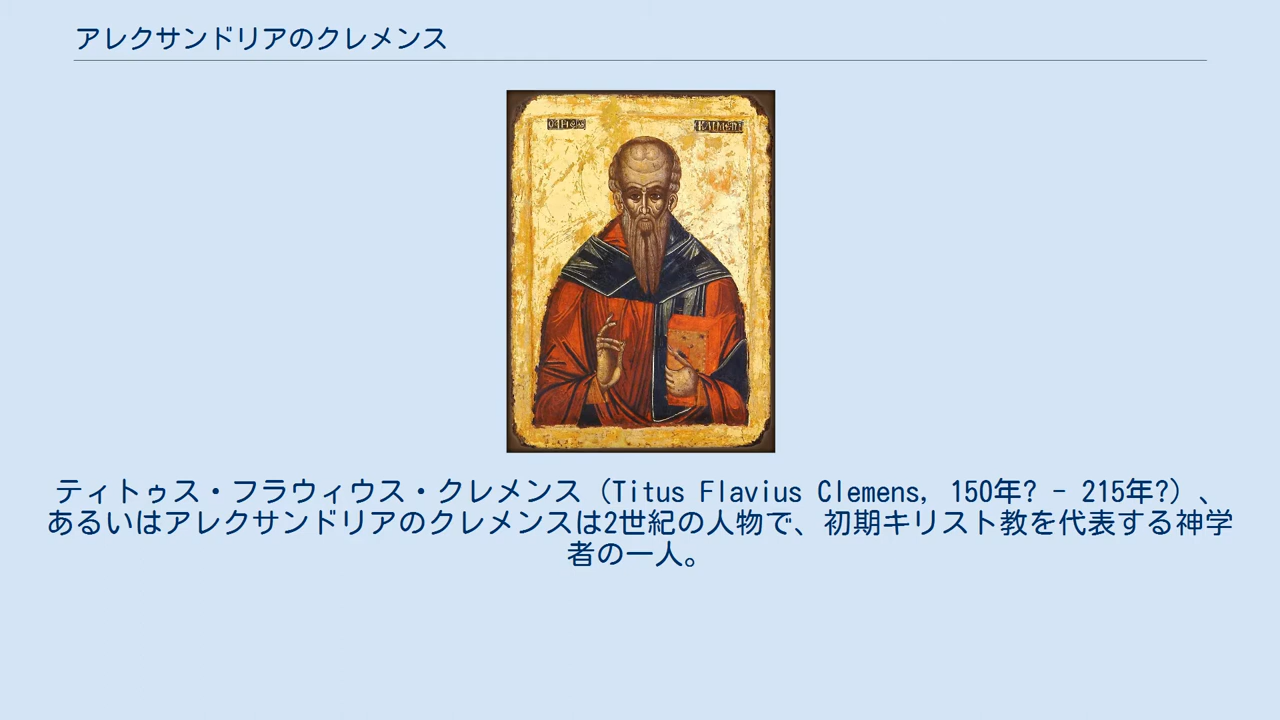 アレクサンドリアのクレメンス
ティトゥス・フラウィウス・クレメンス（Titus Flavius Clemens, 150年? - 215年?）、
あるいはアレクサンドリアのクレメンスは2世紀の人物で、初期キリスト教を代表する神学
者の一人。